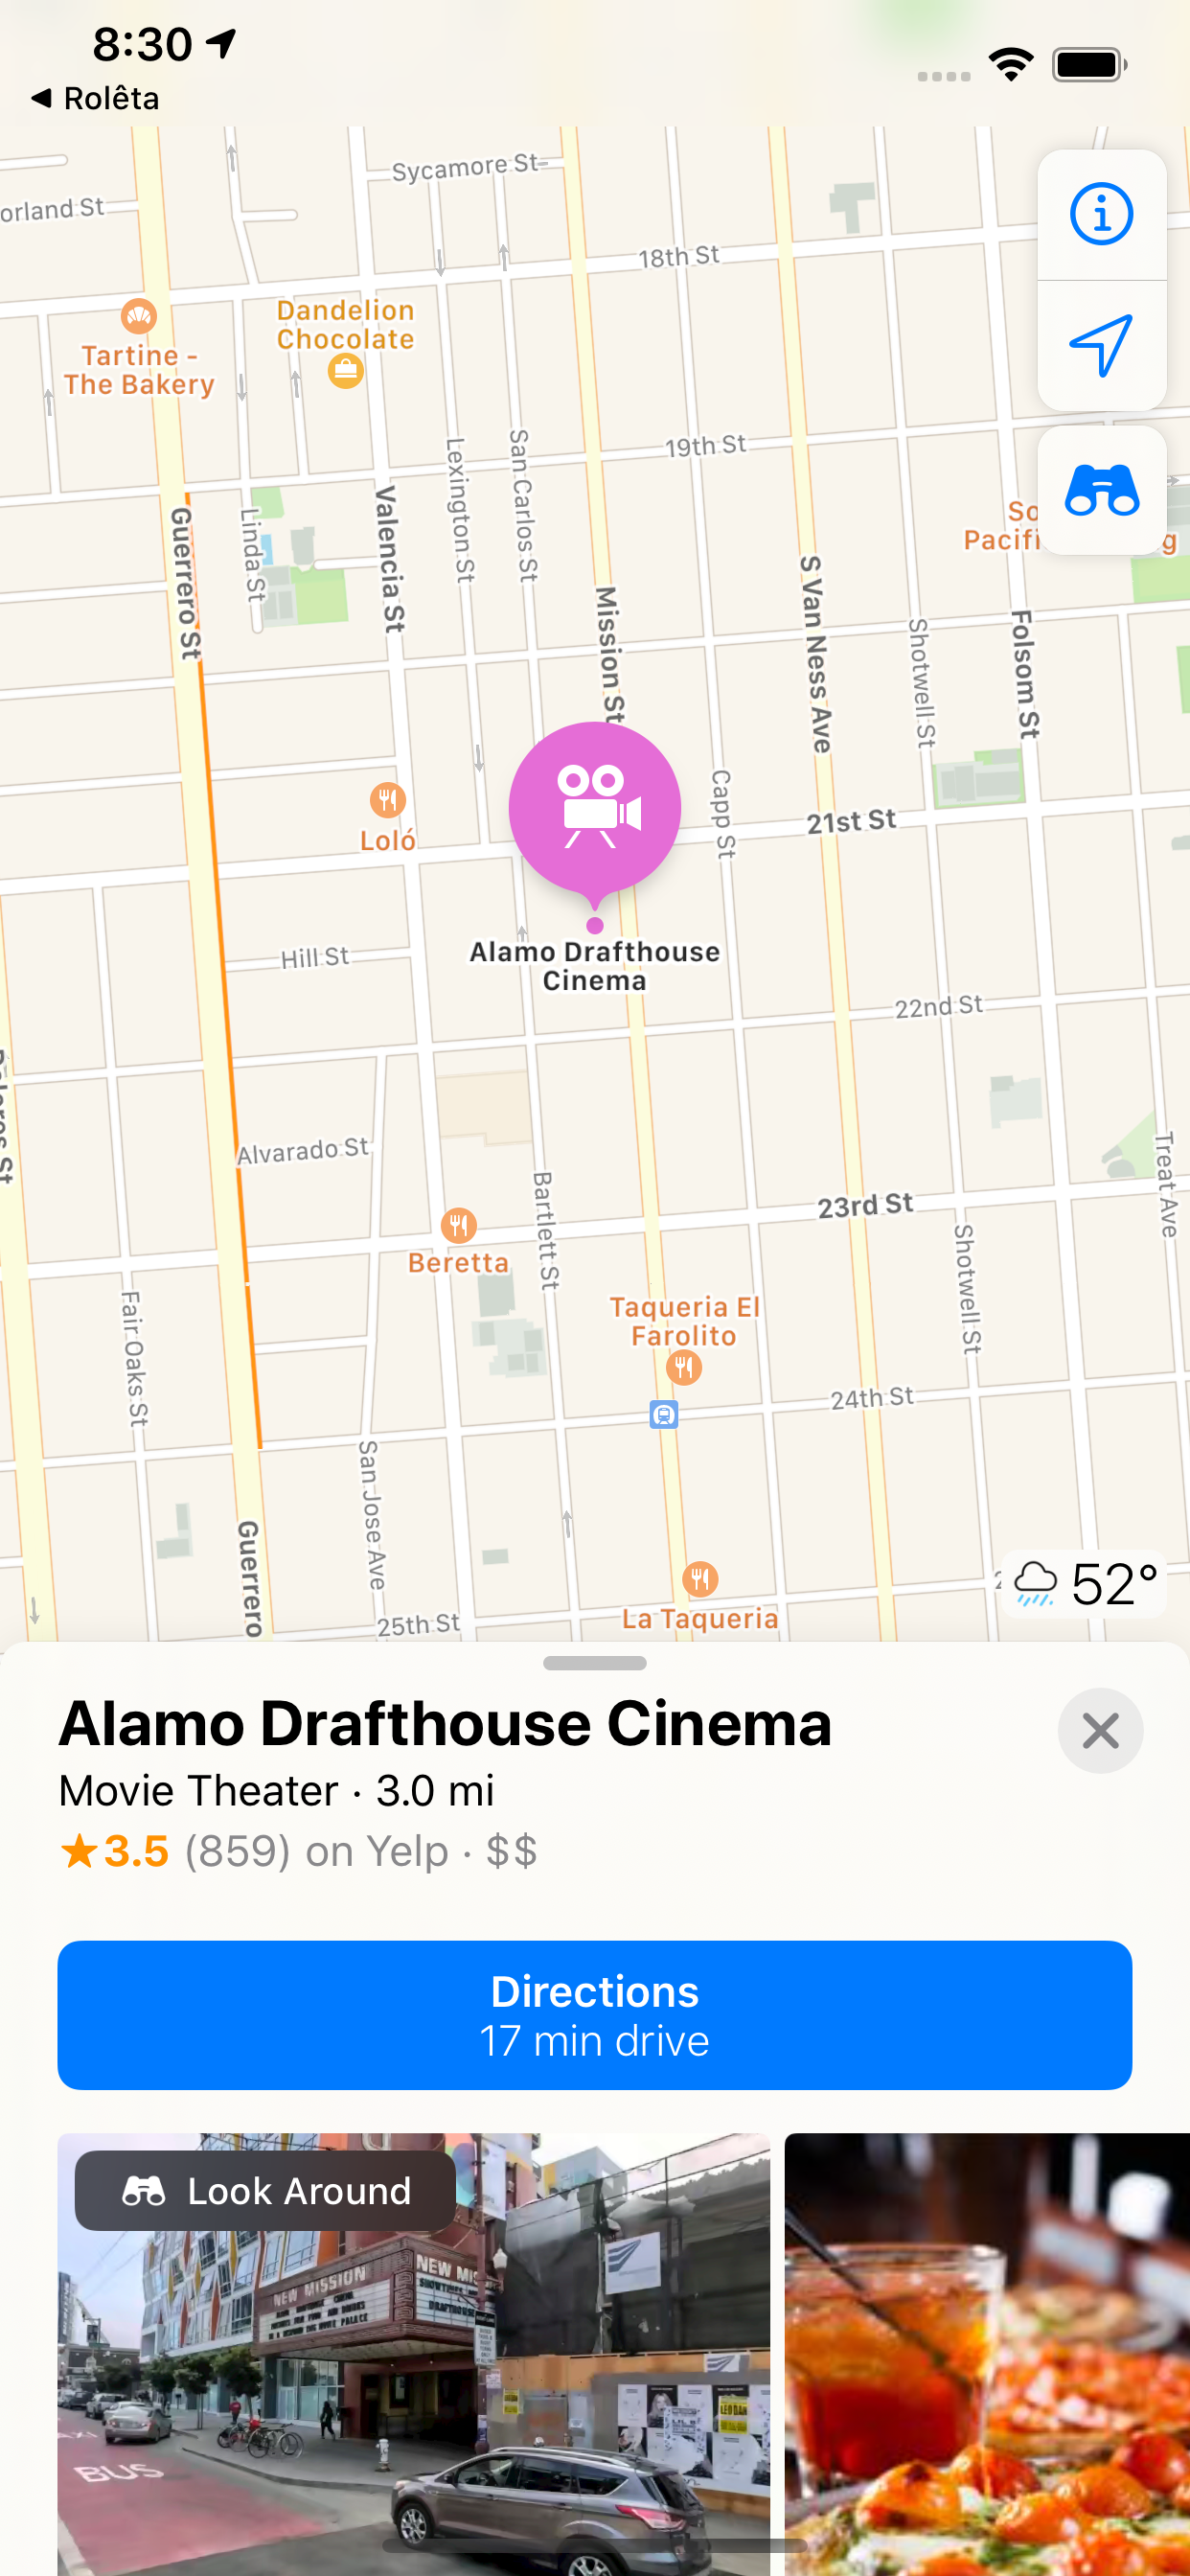 8:30
Rolêta
Sycamore St
orland St
18th St
Dandelion
Chocolate
Tartine -
The Bakery
19th St
Lexington St
San Carlos St
Valencia St
Guerrero St
Linda St
So
Pacifi
g
Mission St
S Van Ness Ave
Shotwell St
Folsom St
Capp St
21st St
Loló
Alamo Drafthouse
Cinema
Hill St
22nd St
Dolores St
Alvarado St
23rd St
Treat Ave
Bartlett St
Beretta
Shotwell St
Fair Oaks St
Taqueria El
Farolito
24th St
San Jose Ave
Guerrero
52°
La Taqueria
25th St
Alamo Drafthouse Cinema
Movie Theater · 3.0 mi
★3.5 (859) on Yelp · $$
Directions
17 min drive
Look Around
NEW MISSION
NEW MIS
BUS